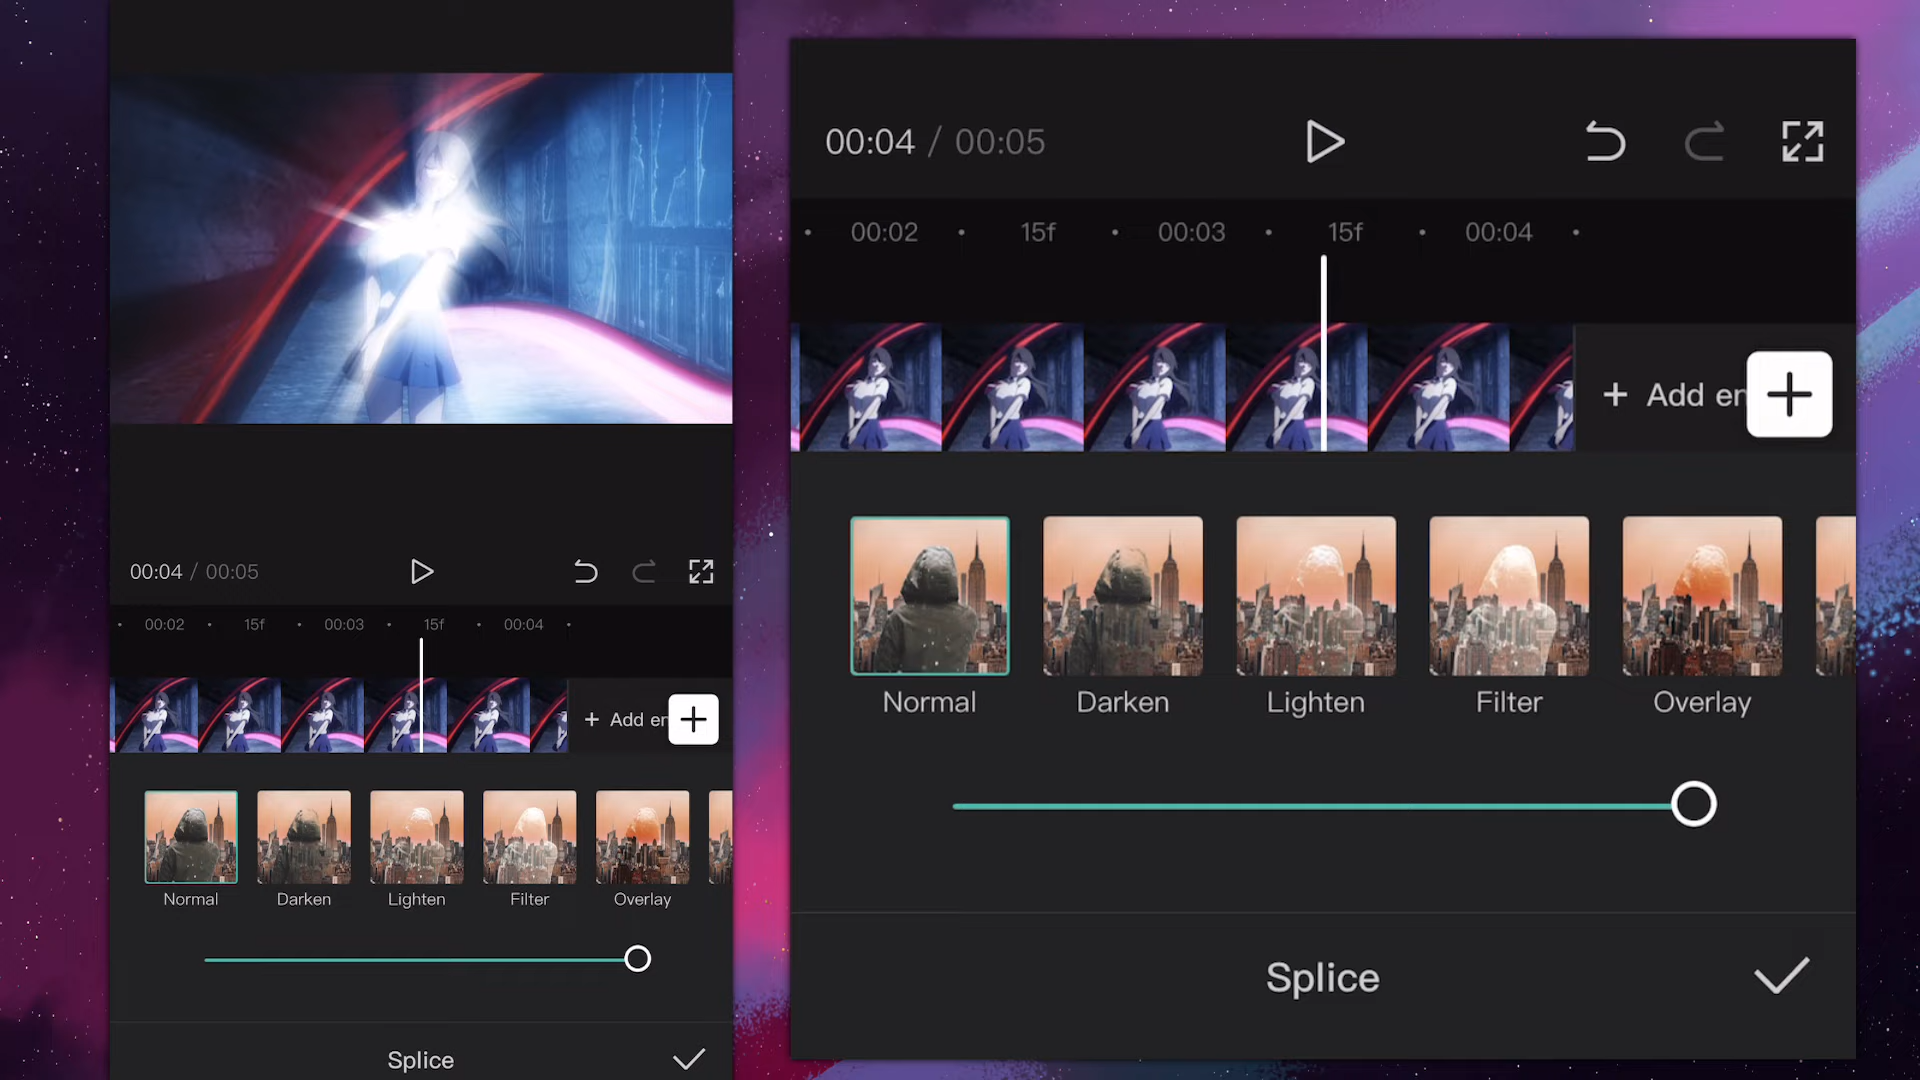 00:04 / 00:05
00:02 15f 00:03 15f 00:04
+ Add en
Normal Darken Lighten Filter Overlay
Splice
00:04 / 00:05
00:02 15f 00:03 15f 00:04
+ Add en
Normal Darken Lighten Filter Overlay
Splice